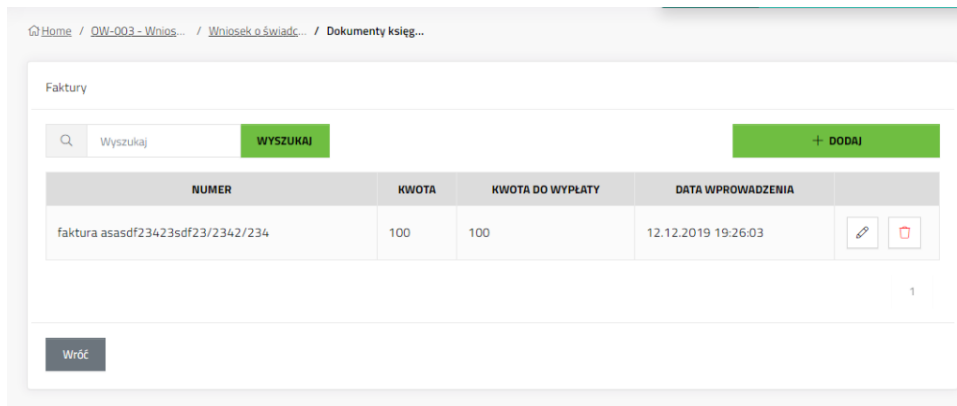 Home / OW-003 - Wnios... / Wniosek o świadc... / Dokumenty księg...
Faktury
Wyszukaj WYSZUKAJ + DODAJ
NUMER KWOTA KWOTA DO WYPŁATY DATA WPROWADZENIA
faktura asasdf23423sdf23/2342/234 100 100 12.12.2019 19:26:03
1
Wróć